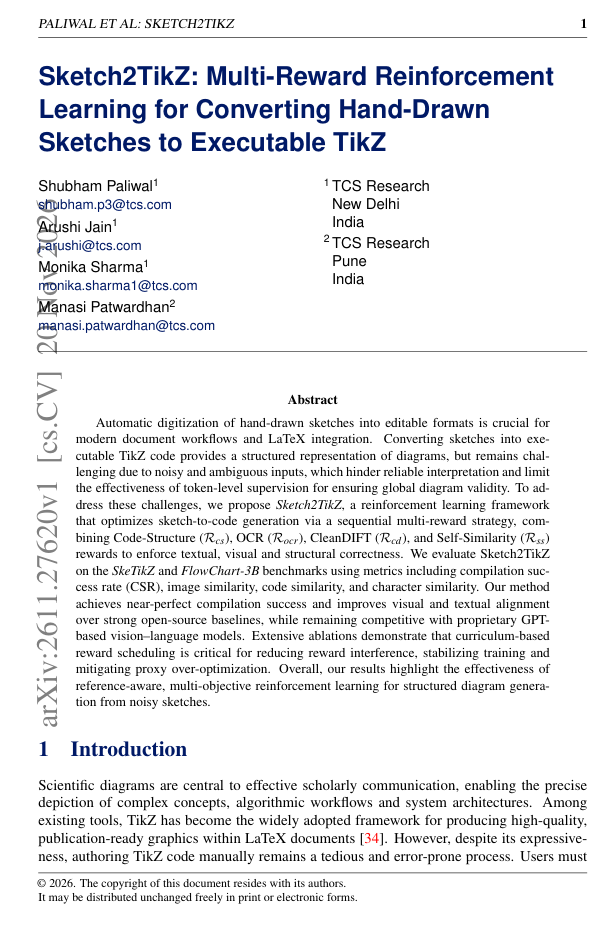 PALIWAL ET AL: SKETCH2TIKZ 1
Sketch2TikZ: Multi-Reward Reinforcement
Learning for Converting Hand-Drawn
Sketches to Executable TikZ
Shubham Paliwal¹
shubham.p3@tcs.com
Arushi Jain¹
j.arushi@tcs.com
Monika Sharma¹
monika.sharma1@tcs.com
Manasi Patwardhan²
manasi.patwardhan@tcs.com
¹ TCS Research
New Delhi
India
² TCS Research
Pune
India
arXiv:2611.27620v1 [cs.CV] 20 Nov 2026
Abstract
Automatic digitization of hand-drawn sketches into editable formats is crucial for
modern document workflows and LaTeX integration. Converting sketches into exe-
cutable TikZ code provides a structured representation of diagrams, but remains chal-
lenging due to noisy and ambiguous inputs, which hinder reliable interpretation and limit
the effectiveness of token-level supervision for ensuring global diagram validity. To ad-
dress these challenges, we propose Sketch2TikZ, a reinforcement learning framework
that optimizes sketch-to-code generation via a sequential multi-reward strategy, com-
bining Code-Structure (R_cs), OCR (R_ocr), CleanDIFT (R_cd), and Self-Similarity (R_ss)
rewards to enforce textual, visual and structural correctness. We evaluate Sketch2TikZ
on the SkeTikZ and FlowChart-3B benchmarks using metrics including compilation suc-
cess rate (CSR), image similarity, code similarity, and character similarity. Our method
achieves near-perfect compilation success and improves visual and textual alignment
over strong open-source baselines, while remaining competitive with proprietary GPT-
based vision–language models. Extensive ablations demonstrate that curriculum-based
reward scheduling is critical for reducing reward interference, stabilizing training and
mitigating proxy over-optimization. Overall, our results highlight the effectiveness of
reference-aware, multi-objective reinforcement learning for structured diagram genera-
tion from noisy sketches.
1 Introduction
Scientific diagrams are central to effective scholarly communication, enabling the precise
depiction of complex concepts, algorithmic workflows and system architectures. Among
existing tools, TikZ has become the widely adopted framework for producing high-quality,
publication-ready graphics within LaTeX documents [34]. However, despite its expressive-
ness, authoring TikZ code manually remains a tedious and error-prone process. Users must
© 2026. The copyright of this document resides with its authors.
It may be distributed unchanged freely in print or electronic forms.